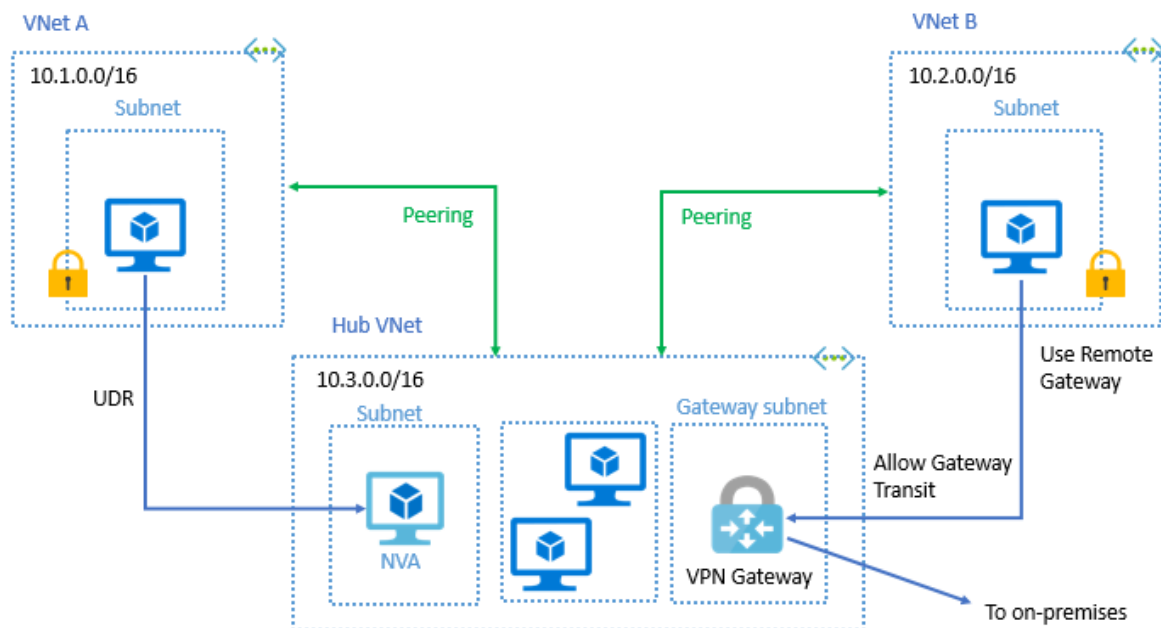 VNet A
VNet B
10.1.0.0/16
10.2.0.0/16
Subnet
Subnet
Peering
Peering
Hub VNet
UDR
Use Remote
Gateway
10.3.0.0/16
Subnet
Gateway subnet
Allow Gateway
Transit
NVA
VPN Gateway
To on-premises